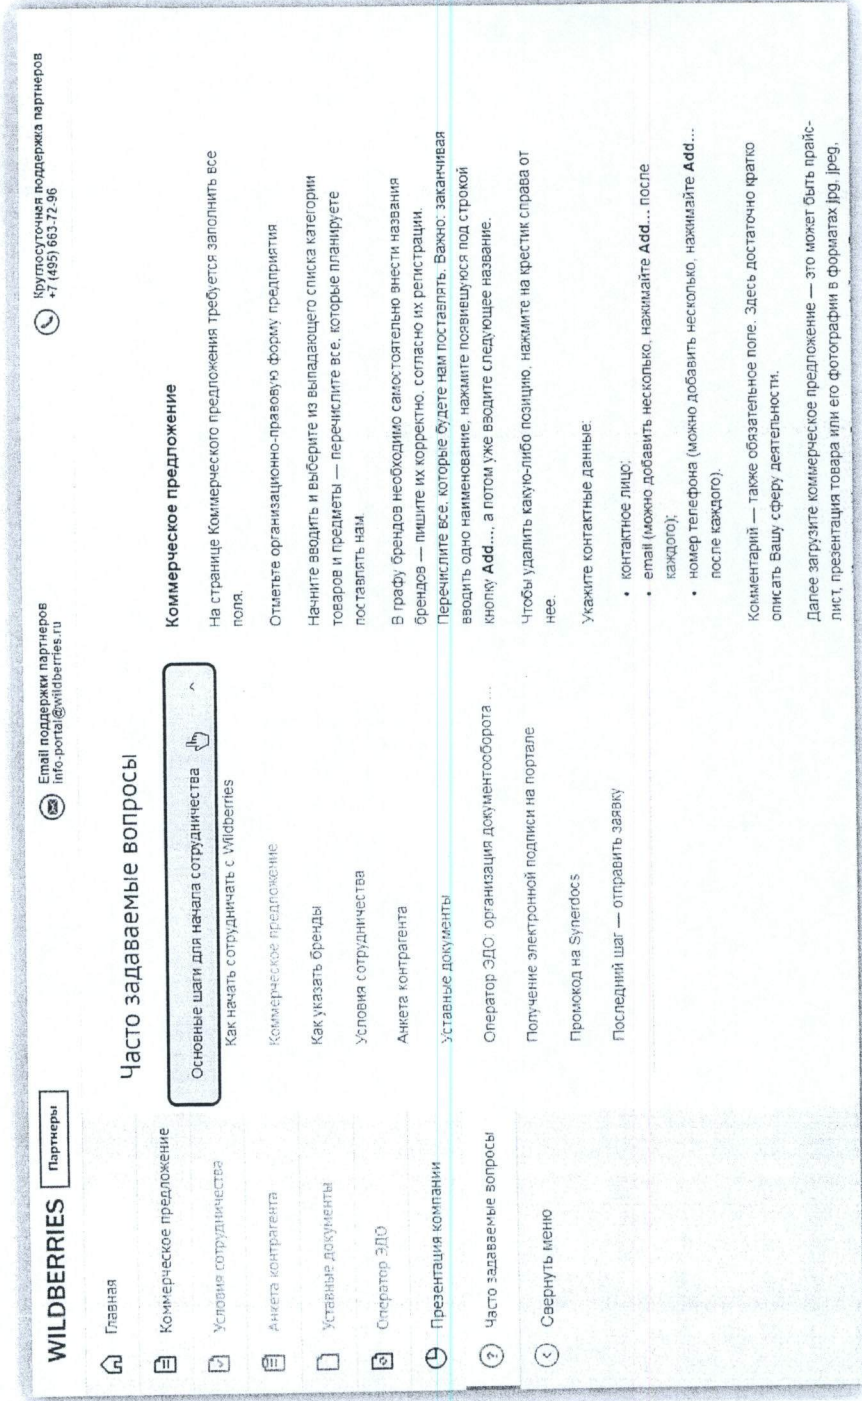 WILDBERRIES
Партнеры
Email поддержки партнеров
info-portal@wildberries.ru
Круглосуточная поддержка партнеров
+7 (495) 663-72-96
Главная
Коммерческое предложение
Условия сотрудничества
Анкета контрагента
Уставные документы
Оператор ЭДО
Презентация компании
Часто задаваемые вопросы
Свернуть меню
Часто задаваемые вопросы
Основные шаги для начала сотрудничества
Как начать сотрудничать с Wildberries
Коммерческое предложение
Как указать бренды
Условия сотрудничества
Анкета контрагента
Уставные документы
Оператор ЭДО: организация документооборота ...
Получение электронной подписи на портале
Промокод на Synerdocs
Последний шаг — отправить заявку
Коммерческое предложение
На странице Коммерческого предложения требуется заполнить все
поля.
Отметьте организационно-правовую форму предприятия
Начните вводить и выберите из выпадающего списка категории
товаров и предметы — перечислите все, которые планируете
поставлять нам.
В графу брендов необходимо самостоятельно внести названия
брендов — пишите их корректно, согласно их регистрации.
Перечислите все, которые будете нам поставлять. Важно: заканчивая
вводить одно наименование, нажмите появившуюся под строкой
кнопку Add..., а потом уже вводите следующее название.
Чтобы удалить какую-либо позицию, нажмите на крестик справа от
нее.
Укажите контактные данные:
• контактное лицо;
• email (можно добавить несколько, нажимайте Add... после
каждого);
• номер телефона (можно добавить несколько, нажимайте Add...
после каждого).
Комментарий — также обязательное поле. Здесь достаточно кратко
описать Вашу сферу деятельности.
Далее загрузите коммерческое предложение — это может быть прайс-
лист, презентация товара или его фотографии в форматах jpg, jpeg,